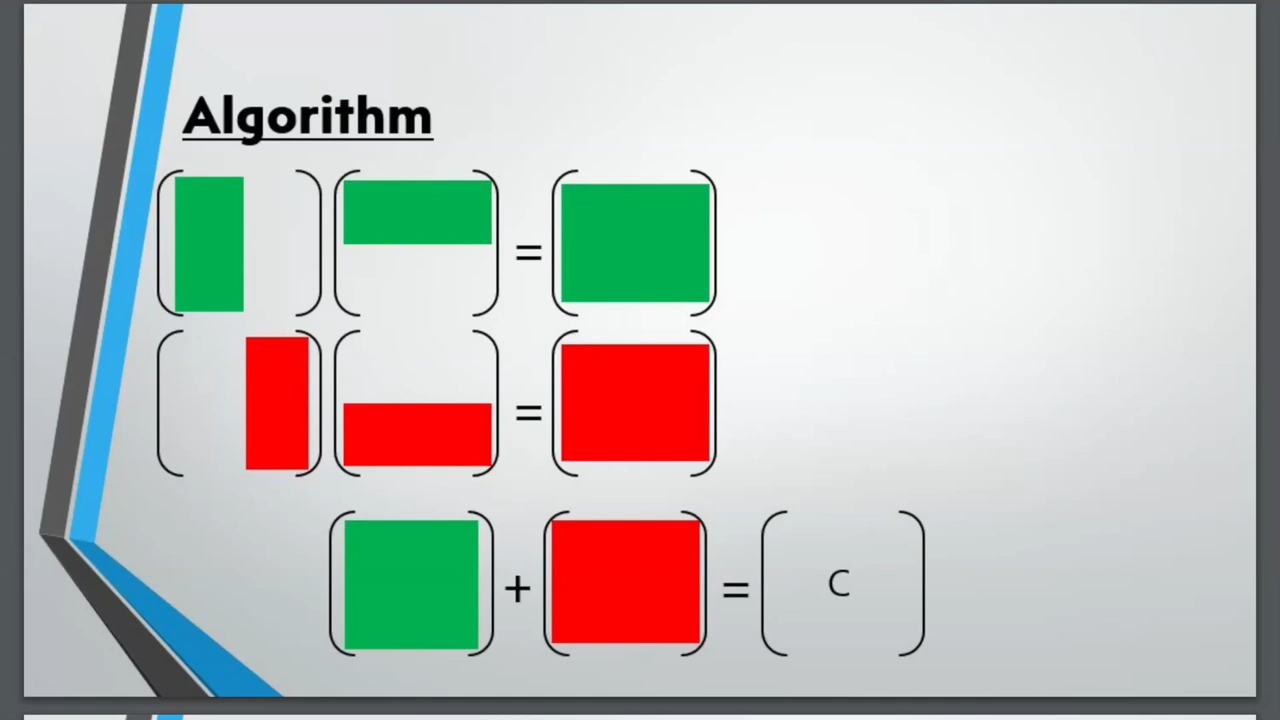 Algorithm
=
=
+ = C